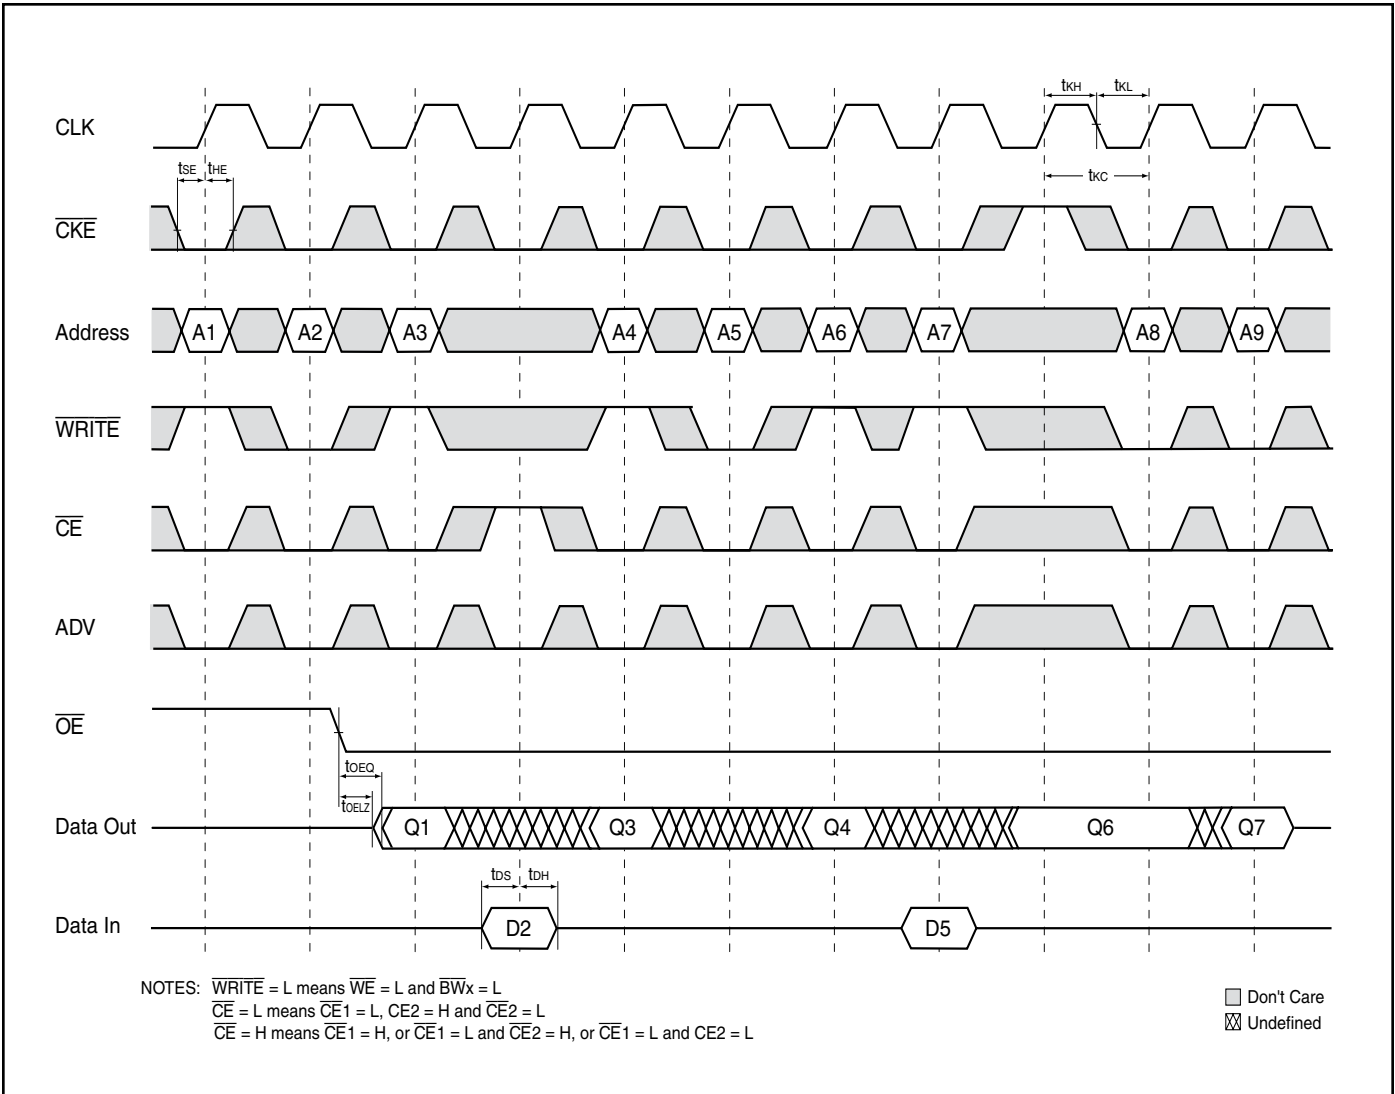 tKH tKL
CLK
tSE tHE
tKC
CKE
Address A1 A2 A3 A4 A5 A6 A7 A8 A9
WRITE
CE
ADV
OE
tOEQ
tOELZ
Data Out Q1 Q3 Q4 Q6 Q7
tDS tDH
Data In D2 D5
NOTES: WRITE = L means WE = L and BWx = L
CE = L means CE1 = L, CE2 = H and CE2 = L
CE = H means CE1 = H, or CE1 = L and CE2 = H, or CE1 = L and CE2 = L
Don't Care
Undefined